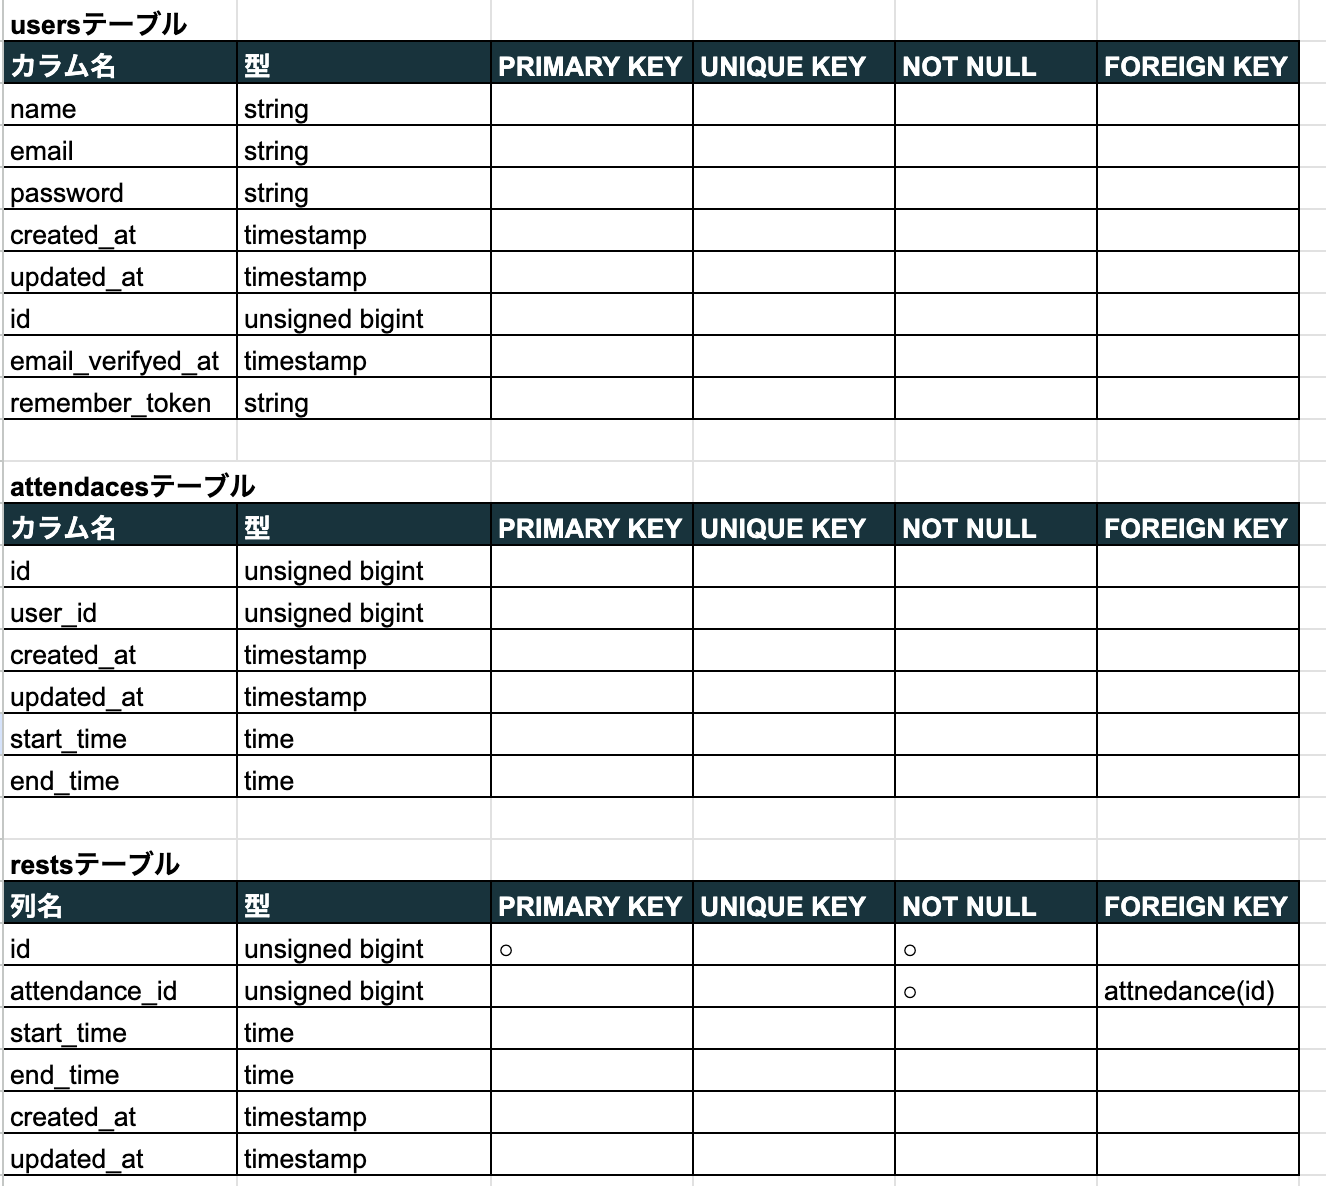 usersテーブル
カラム名 型 PRIMARY KEY UNIQUE KEY NOT NULL FOREIGN KEY
name string
email string
password string
created_at timestamp
updated_at timestamp
id unsigned bigint
email_verifyed_at timestamp
remember_token string
attendacesテーブル
カラム名 型 PRIMARY KEY UNIQUE KEY NOT NULL FOREIGN KEY
id unsigned bigint
user_id unsigned bigint
created_at timestamp
updated_at timestamp
start_time time
end_time time
restsテーブル
列名 型 PRIMARY KEY UNIQUE KEY NOT NULL FOREIGN KEY
id unsigned bigint ○ ○
attendance_id unsigned bigint ○ attnedance(id)
start_time time
end_time time
created_at timestamp
updated_at timestamp